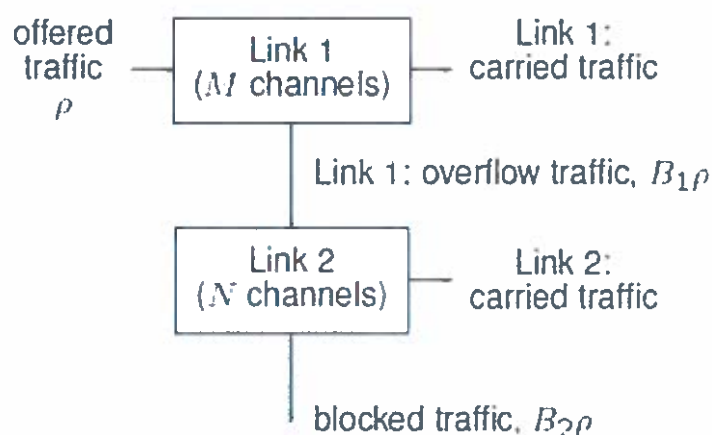 offered
traffic
ρ
Link 1
(M channels)
Link 1:
carried traffic
Link 1: overflow traffic, B₁ρ
Link 2
(N channels)
Link 2:
carried traffic
blocked traffic, B₂ρ